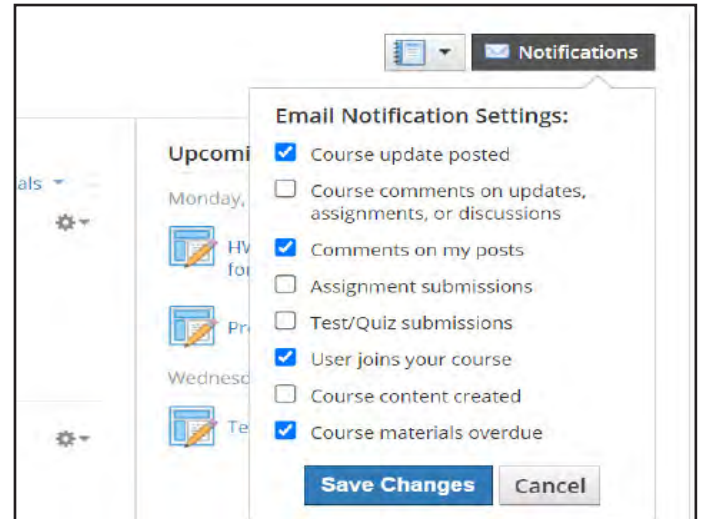 Notifications
Email Notification Settings:
Upcomi
Course update posted
als
Monday,
Course comments on updates,
assignments, or discussions
HW
for
Comments on my posts
Assignment submissions
Pr
Test/Quiz submissions
User joins your course
Wednesd
Course content created
Te
Course materials overdue
Save Changes Cancel